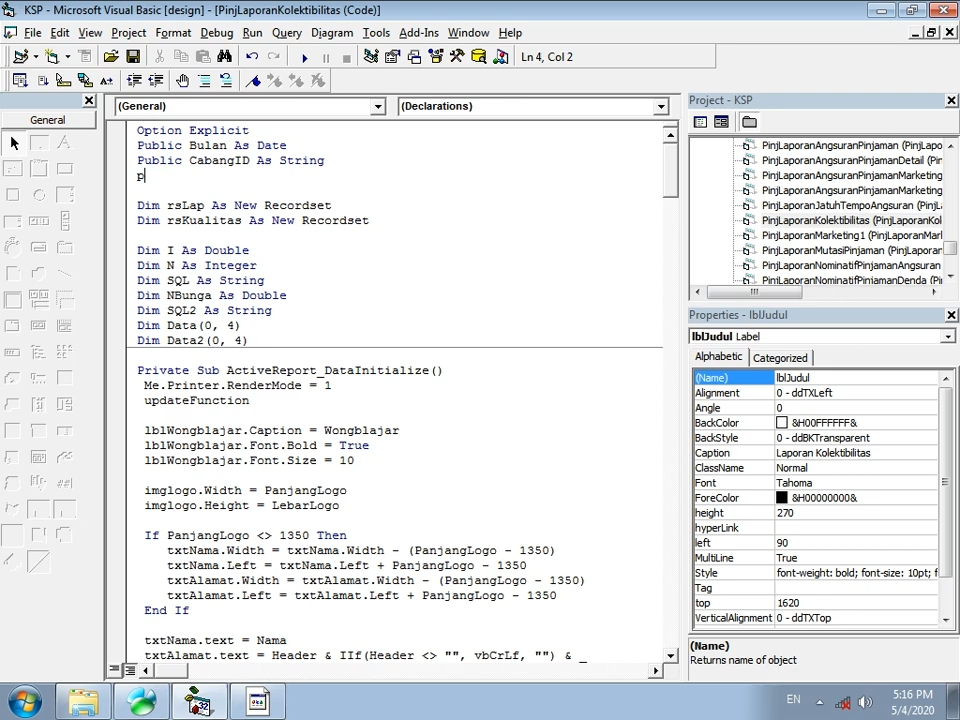 KSP - Microsoft Visual Basic [design] - [PinjLaporanKolektibilitas (Code)]
File Edit View Project Format Debug Run Query Diagram Tools Add-Ins Window Help
Ln 4, Col 2
General
(General)
(Declarations)
Option Explicit
Public Bulan As Date
Public CabangID As String
p
Dim rsLap As New Recordset
Dim rsKualitas As New Recordset
Dim I As Double
Dim N As Integer
Dim SQL As String
Dim NBunga As Double
Dim SQL2 As String
Dim Data(0, 4)
Dim Data2(0, 4)
Private Sub ActiveReport_DataInitialize()
Me.Printer.RenderMode = 1
updateFunction
lblWongblajar.Caption = Wongblajar
lblWongblajar.Font.Bold = True
lblWongblajar.Font.Size = 10
imglogo.Width = PanjangLogo
imglogo.Height = LebarLogo
If PanjangLogo <> 1350 Then
txtNama.Width = txtNama.Width - (PanjangLogo - 1350)
txtNama.Left = txtNama.Left + PanjangLogo - 1350
txtAlamat.Width = txtAlamat.Width - (PanjangLogo - 1350)
txtAlamat.Left = txtAlamat.Left + PanjangLogo - 1350
End If
txtNama.text = Nama
txtAlamat.text = Header & IIf(Header <> "", vbCrLf, "") & _
Project - KSP
PinjLaporanAngsuranPinjaman (PinjLapo
PinjLaporanAngsuranPinjamanDetail (Pi
PinjLaporanAngsuranPinjamanMarketing
PinjLaporanAngsuranPinjamanMarketing
PinjLaporanJatuhTempoAngsuran (PinjL
PinjLaporanKolektibilitas (PinjLaporanKol
PinjLaporanMarketing1 (PinjLaporanMarl
PinjLaporanMutasiPinjaman (PinjLaporan
PinjLaporanNominatifPinjamanAngsuran
PinjLaporanNominatifPinjamanDenda (Pi
Properties - lblJudul
lblJudul Label
Alphabetic Categorized
(Name) lblJudul
Alignment 0 - ddTXLeft
Angle 0
BackColor &H00FFFFFF&
BackStyle 0 - ddBKTransparent
Caption Laporan Kolektibilitas
ClassName Normal
Font Tahoma
ForeColor &H00000000&
height 270
hyperLink
left 90
MultiLine True
Style font-weight: bold; font-size: 10pt; f
Tag
top 1620
VerticalAlignment 0 - ddTXTop
(Name)
Returns name of object
EN
5:16 PM
5/4/2020